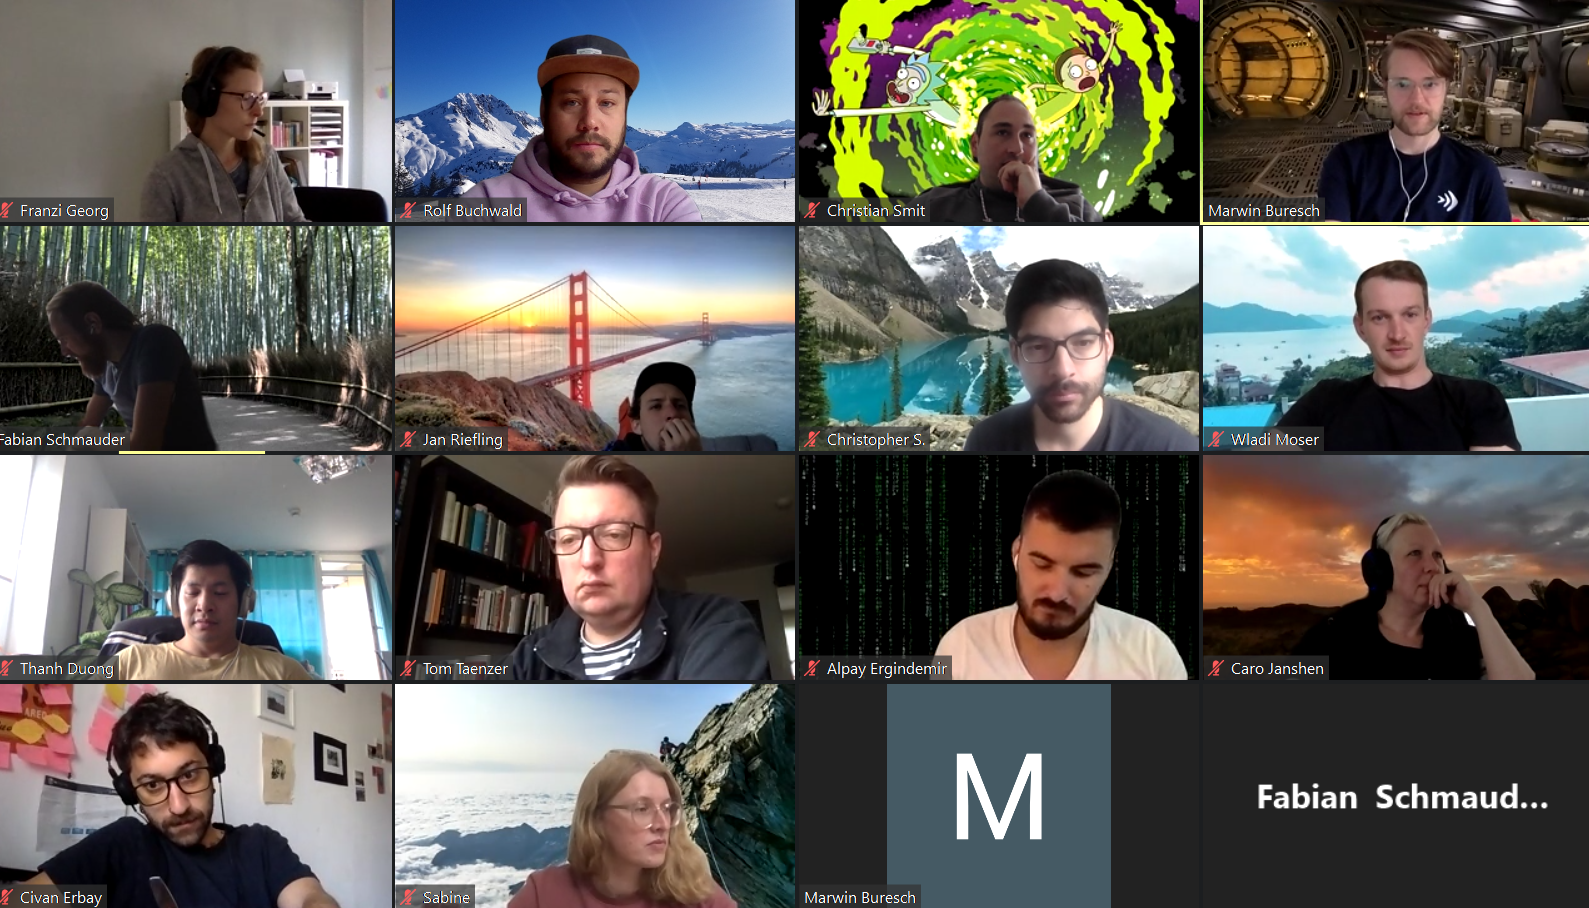 Franzi Georg
Rolf Buchwald
Christian Smit
Marwin Buresch
Fabian Schmauder
Jan Riefling
Christopher S.
Wladi Moser
Thanh Duong
Tom Taenzer
Alpay Ergindemir
Caro Janshen
Civan Erbay
Sabine
M
Marwin Buresch
Fabian Schmaud...